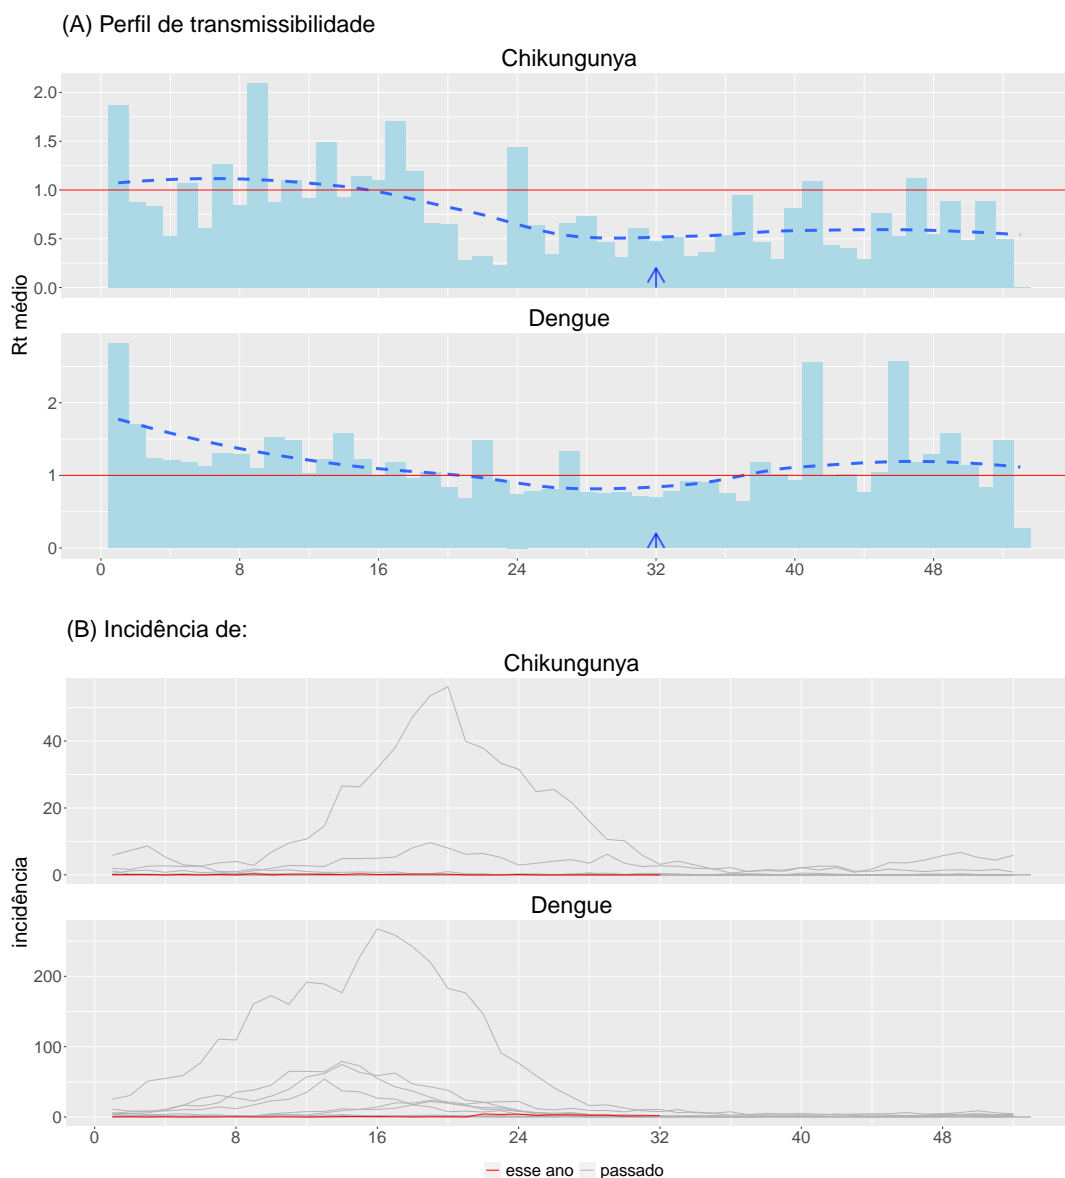 (A) Perfil de transmissibilidade
Chikungunya
2.0
1.5
1.0
0.5
0.0
Rt médio
Dengue
2
1
0
0 8 16 24 32 40 48
(B) Incidência de:
Chikungunya
40
20
0
incidência
Dengue
200
100
0
0 8 16 24 32 40 48
esse ano passado